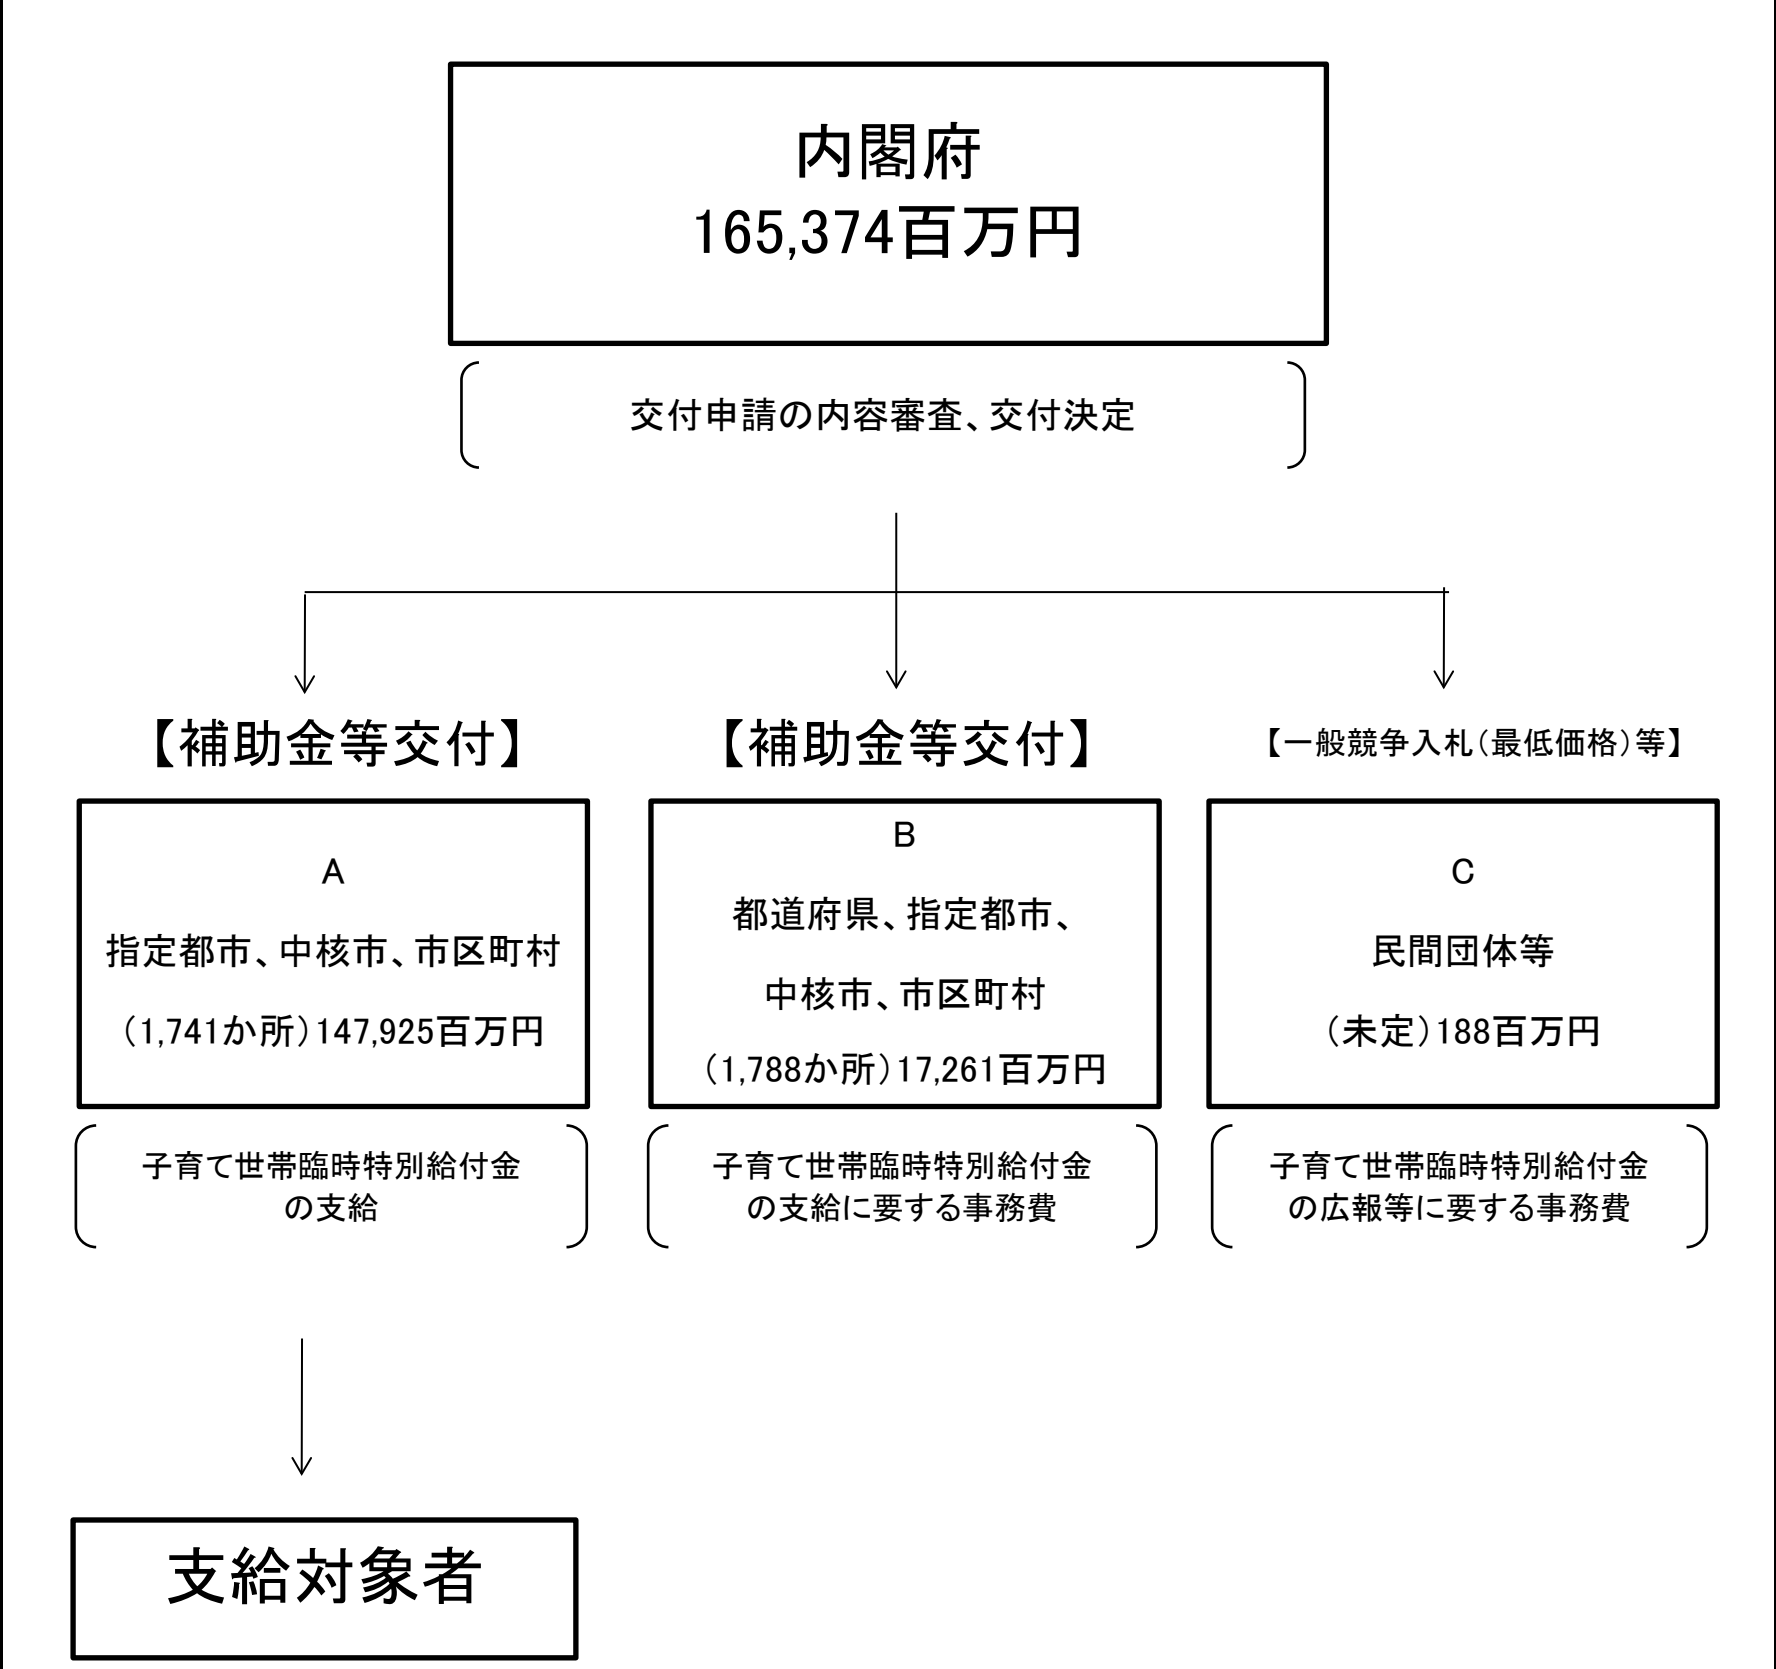 内閣府
165,374百万円
交付申請の内容審査、交付決定
【補助金等交付】
A
指定都市、中核市、市区町村
(1,741か所)147,925百万円
子育て世帯臨時特別給付金
の支給
【補助金等交付】
B
都道府県、指定都市、
中核市、市区町村
(1,788か所)17,261百万円
子育て世帯臨時特別給付金
の支給に要する事務費
【一般競争入札(最低価格)等】
C
民間団体等
(未定)188百万円
子育て世帯臨時特別給付金
の広報等に要する事務費
支給対象者